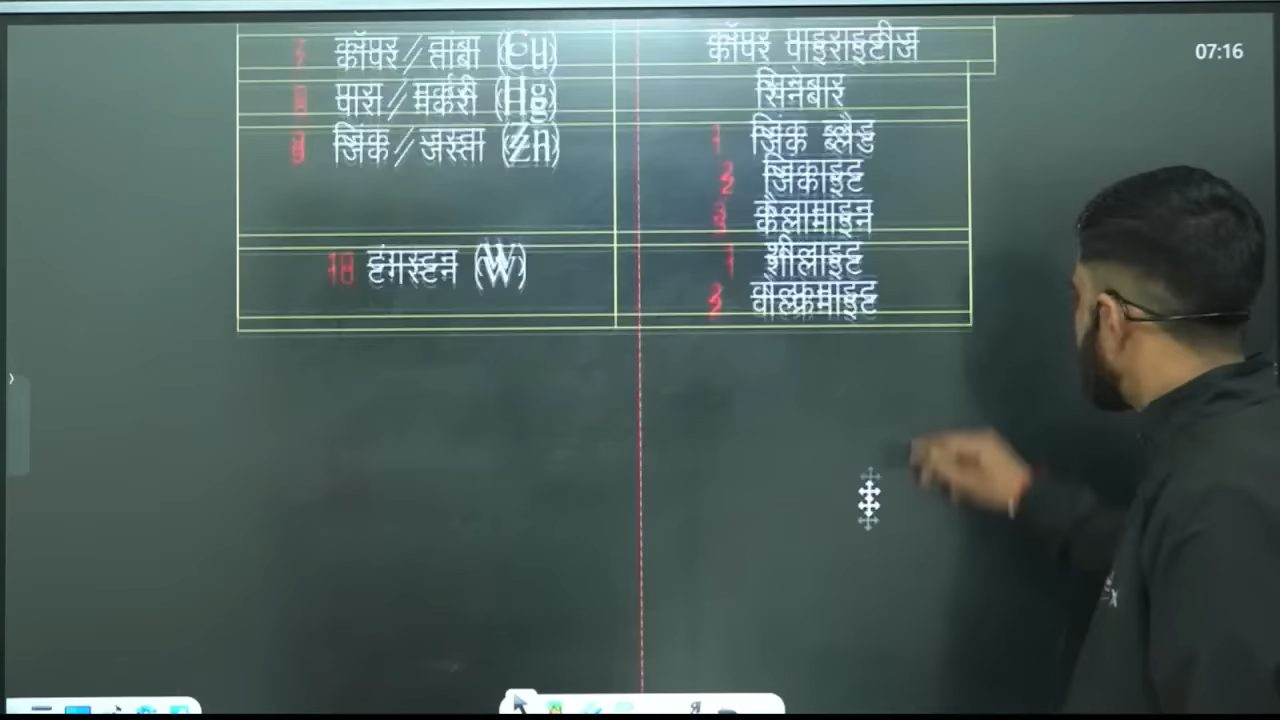 कॉपर / तांबा (Cu) कॉपर पाइराइटीज
07:16
पारा / मर्करी (Hg) सिनेबार
जिंक / जस्ता (Zn) 1 जिंक ब्लैंड
2 जिंकाइट
3 कैलामाइन
10 टंगस्टन (W) 1 शीलाइट
2 वोल्फ्रेमाइट